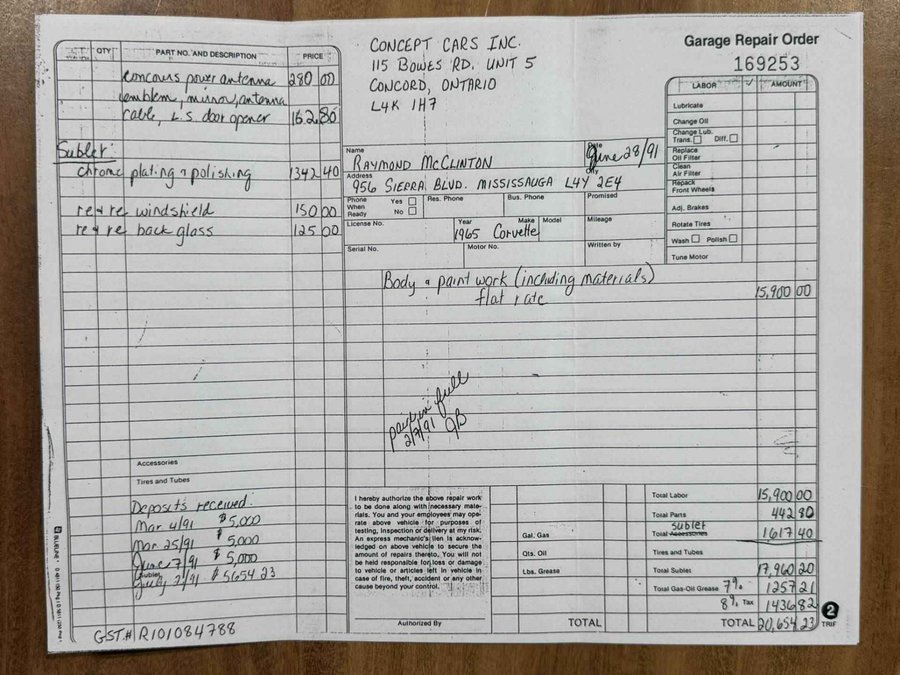 QTY PART NO. AND DESCRIPTION PRICE
concours power antenna 280 00
emblem, mirror, antenna
cable, L.S. door opener 162.80
Sublet:
chrome plating & polishing 1342 40
re & re windshield 150 00
re & re back glass 125 00
Accessories
Tires and Tubes
Deposits received:
Mar 4/91 $5,000
Mar 25/91 $5,000
June 7/91 $5,000
July 2/91 $5654 23
GST# R101084788
CONCEPT CARS INC.
115 BOWES RD. UNIT 5
CONCORD, ONTARIO
L4K 1H7
Garage Repair Order
169253
Name
RAYMOND MCCLINTON
Date
June 28/91
Address City
956 SIERRA BLVD. MISSISSAUGA L4Y 2E4
Phone When Ready Yes No Res. Phone Bus. Phone Promised
License No. Year Make Model Mileage
1965 Corvette
Serial No. Motor No. Written by
LABOR ✓ AMOUNT
Lubricate
Change Oil
Change Lub.
Trans. Diff.
Replace
Oil Filter
Clean
Air Filter
Repack
Front Wheels
Adj. Brakes
Rotate Tires
Wash Polish
Tune Motor
Body & paint work (including materials)
flat rate 15,900 00
paid in full
2/7/91 JB
I hereby authorize the above repair work
to be done along with necessary mate-
rials. You and your employees may ope-
rate above vehicle for purposes of
testing, inspection or delivery at my risk.
An express mechanic's lien is acknow-
ledged on above vehicle to secure the
amount of repairs thereto. You will not
be held responsible for loss or damage
to vehicle or articles left in vehicle in
case of fire, theft, accident or any other
cause beyond your control.
Authorized By
Gal. Gas
Qts. Oil
Lbs. Grease
TOTAL
Total Labor 15,900 00
Total Parts 442 80
Total Accessories sublet 1617 40
Tires and Tubes
Total Sublet 17,960 20
Total Gas-Oil Grease 7% 1257 21
8% Tax 1436 82
TOTAL 20,654 23
2
TRIP